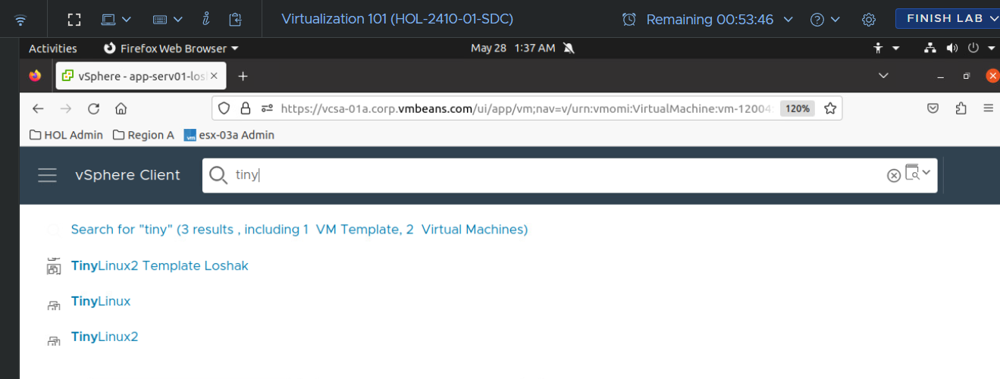 Virtualization 101 (HOL-2410-01-SDC)
Remaining 00:53:46
FINISH LAB
Activities
Firefox Web Browser
May 28 1:37 AM
vSphere - app-serv01-los
https://vcsa-01a.corp.vmbeans.com/ui/app/vm;nav=v/urn:vmomi:VirtualMachine:vm-12004
120%
HOL Admin
Region A
vm
esx-03a Admin
vSphere Client
tiny
Search for "tiny" (3 results , including 1 VM Template, 2 Virtual Machines)
TinyLinux2 Template Loshak
TinyLinux
TinyLinux2